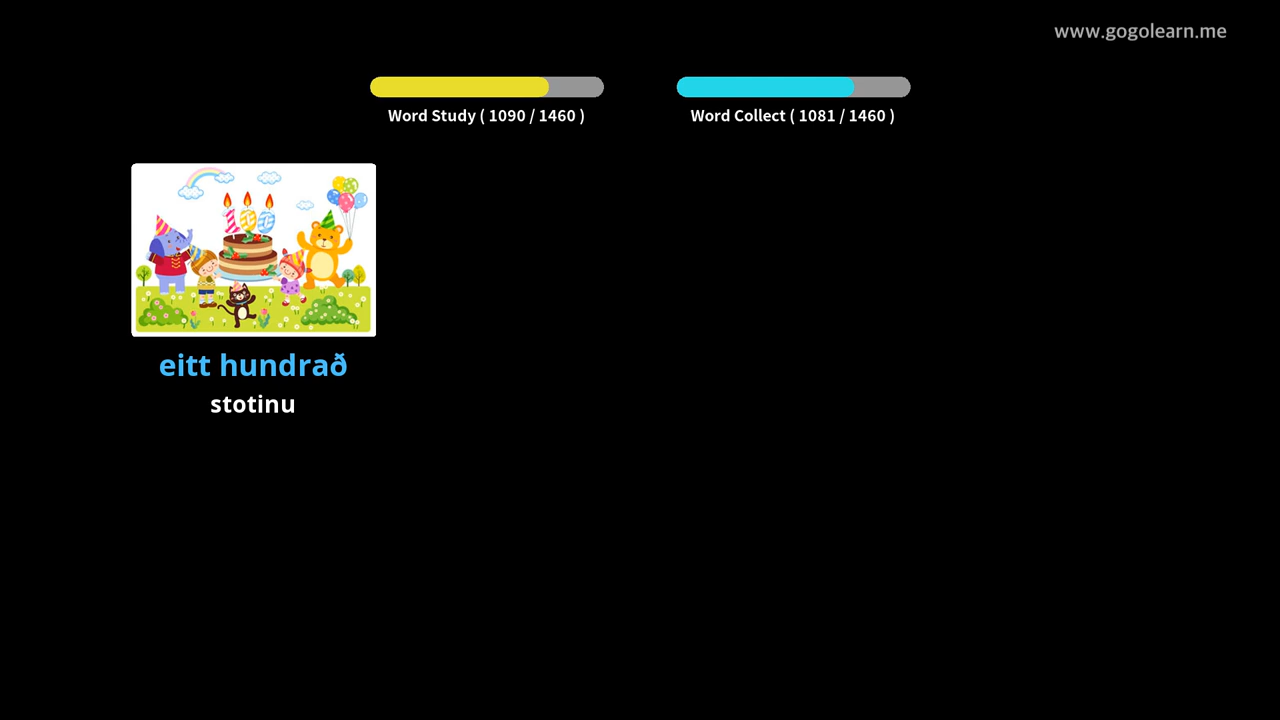 www.gogolearn.me
Word Study ( 1090 / 1460 )
Word Collect ( 1081 / 1460 )
100
eitt hundrað
stotinu